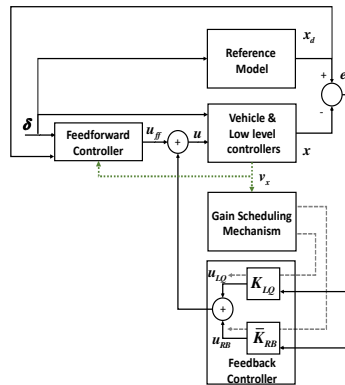 x_d
Reference
Model
e
+
-
δ
Feedforward
Controller
u_ff
+
u
Vehicle &
Low level
controllers
x
v_x
Gain Scheduling
Mechanism
u_LQ
K_LQ
+
u_RB
K̅_RB
Feedback
Controller